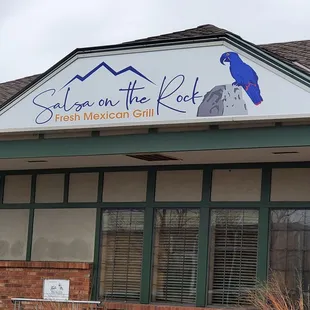 Salsa on the Rock
Fresh Mexican Grill